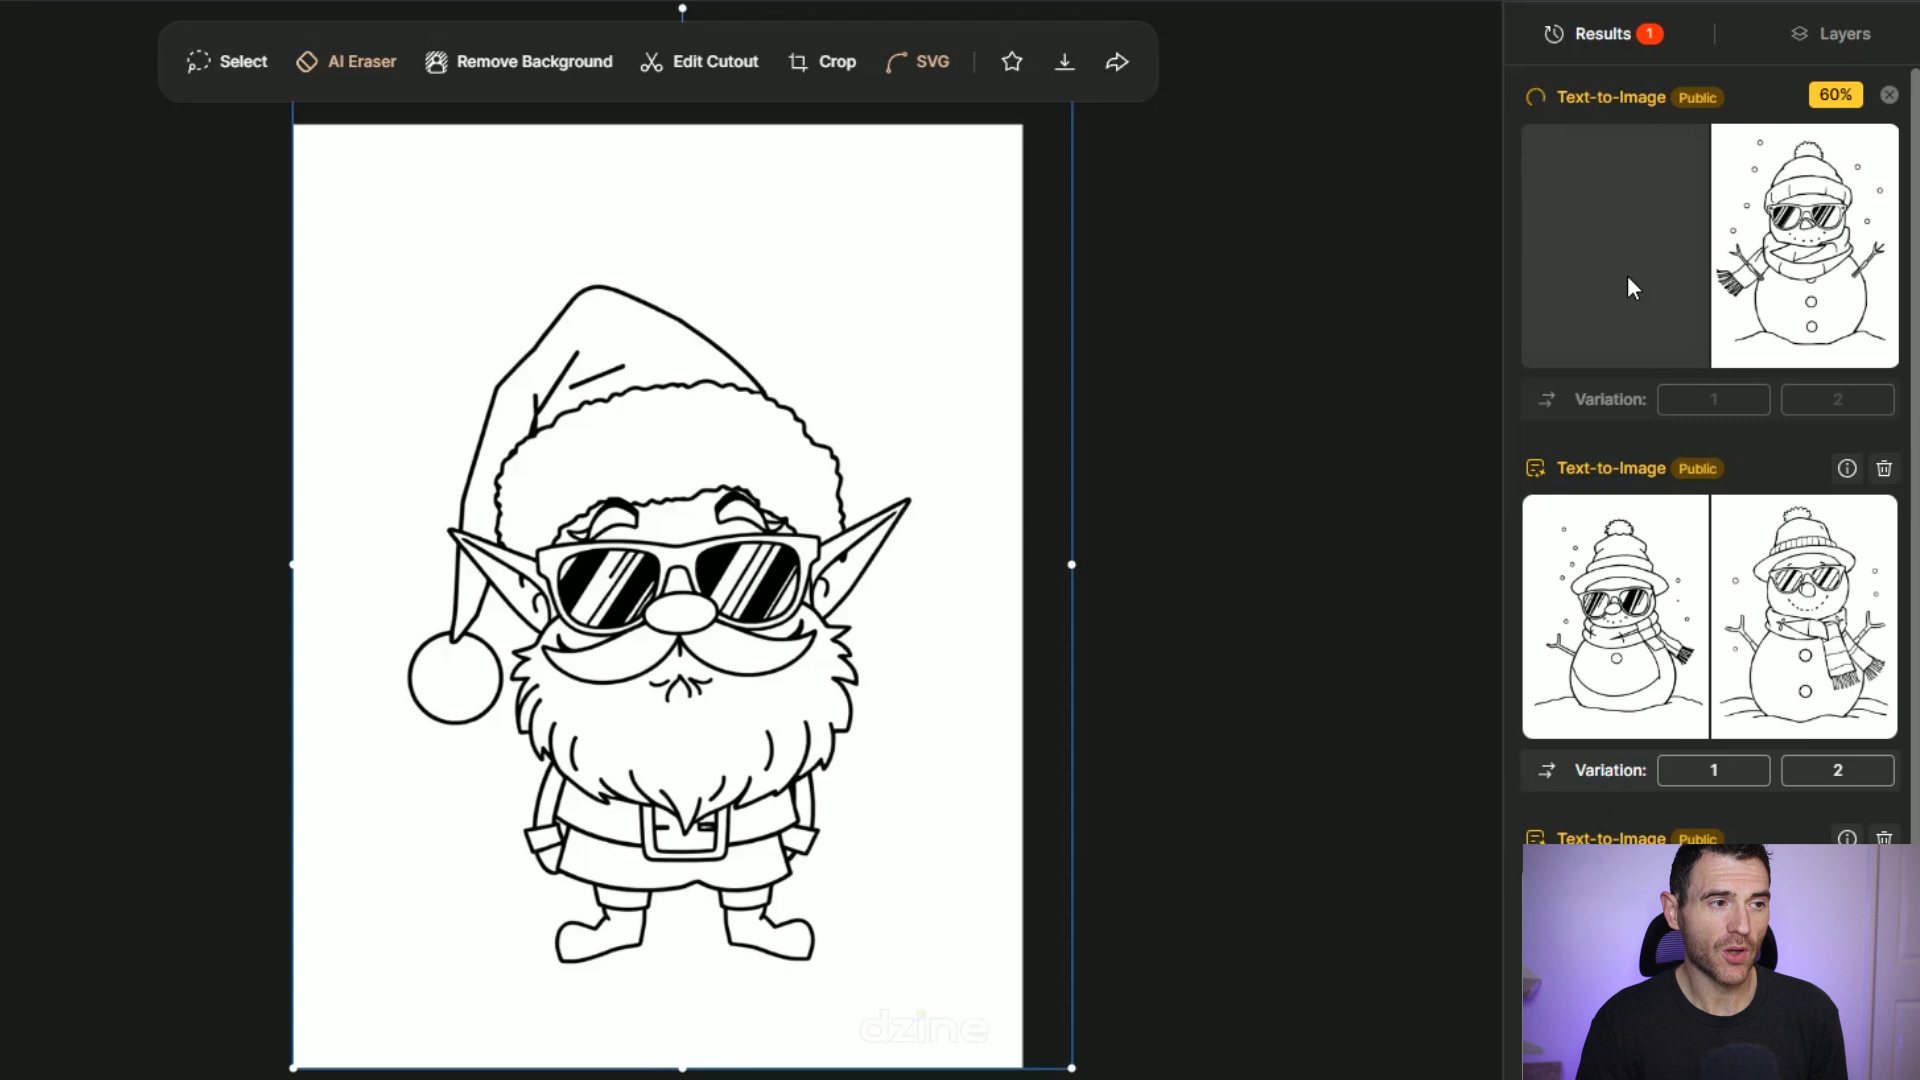 Select AI Eraser Remove Background Edit Cutout Crop SVG
Results 1 Layers
Text-to-Image Public 60%
Variation: 1 2
Text-to-Image Public
Variation: 1 2
Text-to-Image Public
dzine